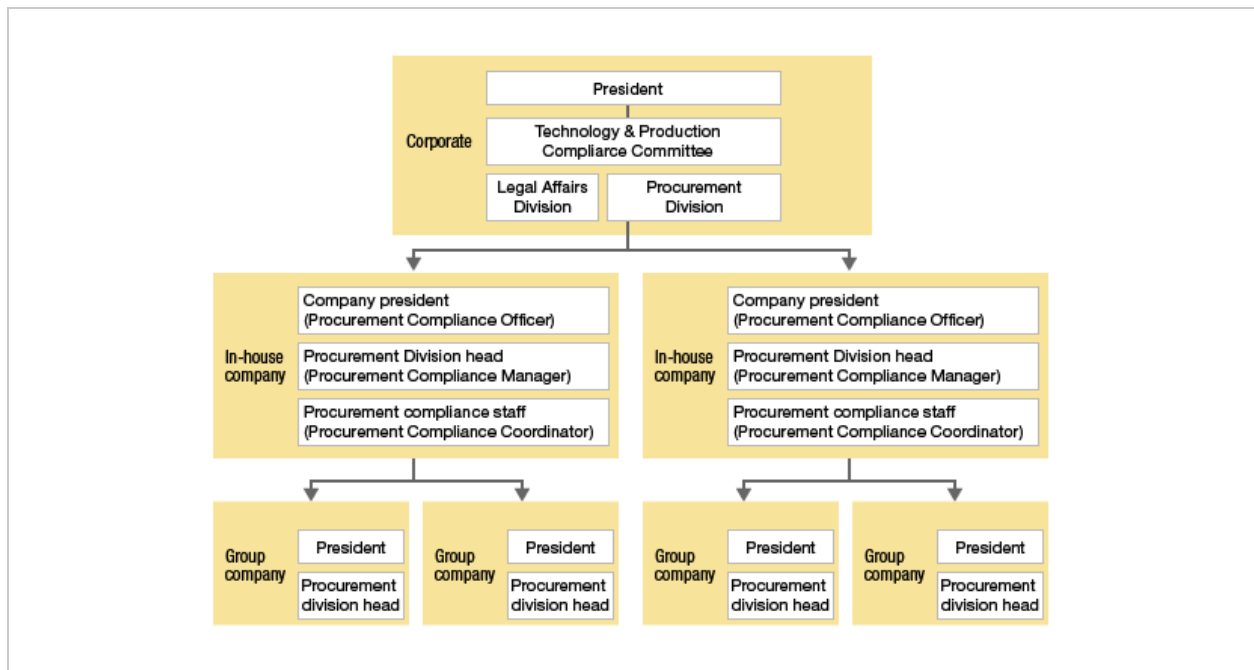 President
Corporate
Technology & Production
Compliarce Committee
Legal Affairs
Division
Procurement
Division
In-house
company
Company president
(Procurement Compliance Officer)
Procurement Division head
(Procurement Compliance Manager)
Procurement compliance staff
(Procurement Compliance Coordinator)
In-house
company
Company president
(Procurement Compliance Officer)
Procurement Division head
(Procurement Compliance Manager)
Procurement compliance staff
(Procurement Compliance Coordinator)
Group
company
President
Procurement
division head
Group
company
President
Procurement
division head
Group
company
President
Procurement
division head
Group
company
President
Procurement
division head